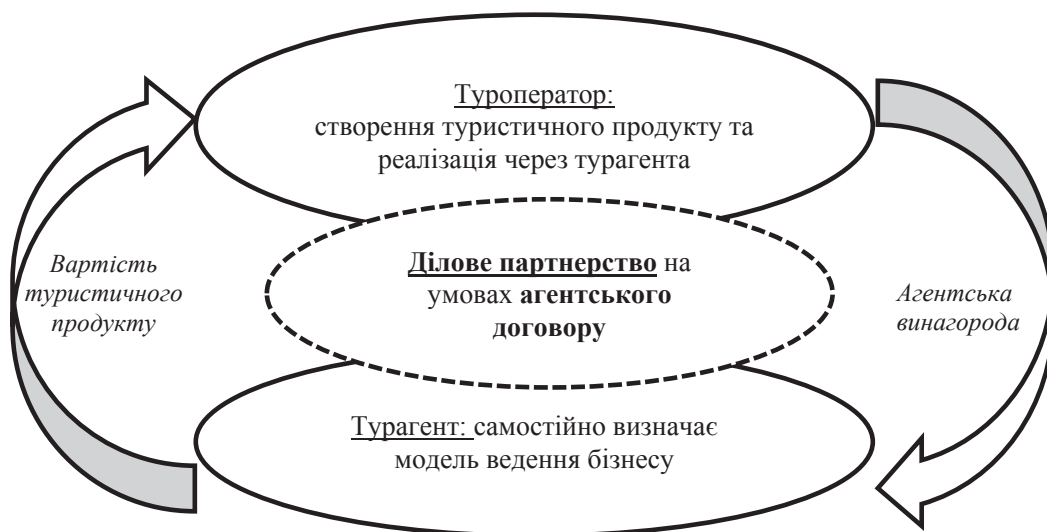 Туроператор:
створення туристичного продукту та
реалізація через турагента
Вартість
туристичного
продукту
Ділове партнерство на
умовах агентського
договору
Агентська
винагорода
Турагент: самостійно визначає
модель ведення бізнесу